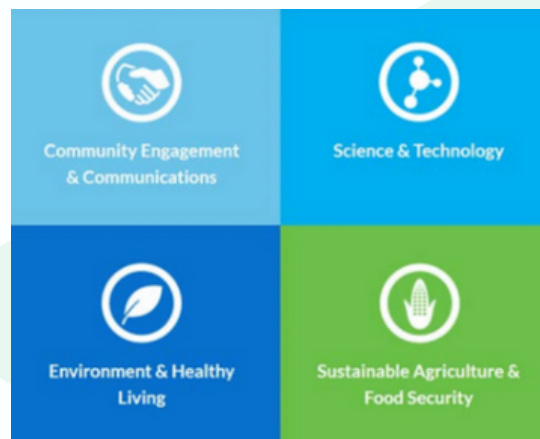 Community Engagement
& Communications
Science & Technology
Environment & Healthy
Living
Sustainable Agriculture &
Food Security